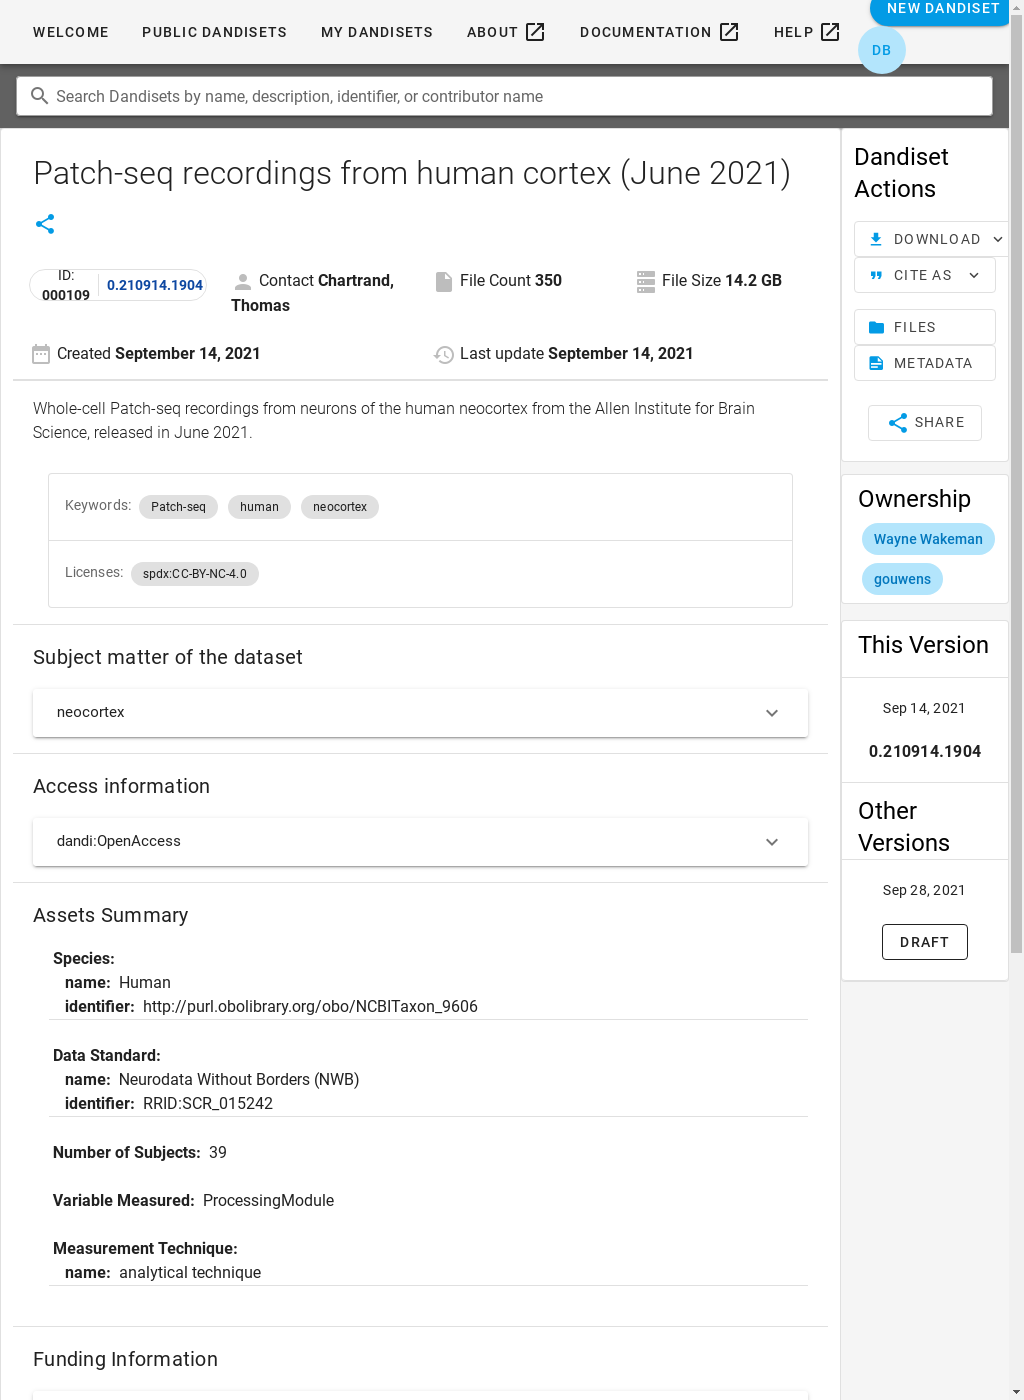 WELCOME
PUBLIC DANDISETS
MY DANDISETS
ABOUT
DOCUMENTATION
HELP
NEW DANDISET
DB
Search Dandisets by name, description, identifier, or contributor name
Patch-seq recordings from human cortex (June 2021)
ID:
000109
0.210914.1904
Contact Chartrand,
Thomas
File Count 350
File Size 14.2 GB
Created September 14, 2021
Last update September 14, 2021
Whole-cell Patch-seq recordings from neurons of the human neocortex from the Allen Institute for Brain
Science, released in June 2021.
Keywords: Patch-seq human neocortex
Licenses: spdx:CC-BY-NC-4.0
Subject matter of the dataset
neocortex
Access information
dandi:OpenAccess
Assets Summary
Species:
name: Human
identifier: http://purl.obolibrary.org/obo/NCBITaxon_9606
Data Standard:
name: Neurodata Without Borders (NWB)
identifier: RRID:SCR_015242
Number of Subjects: 39
Variable Measured: ProcessingModule
Measurement Technique:
name: analytical technique
Funding Information
Dandiset
Actions
DOWNLOAD
CITE AS
FILES
METADATA
SHARE
Ownership
Wayne Wakeman
gouwens
This Version
Sep 14, 2021
0.210914.1904
Other
Versions
Sep 28, 2021
DRAFT